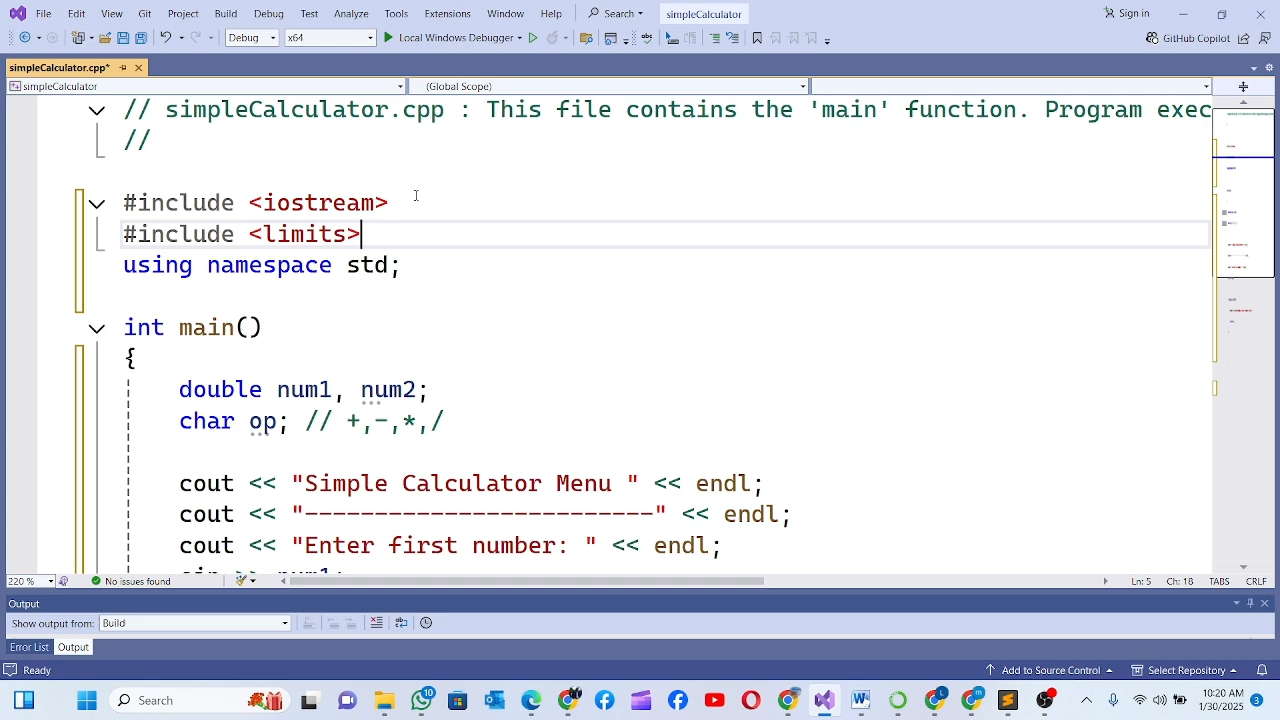 File Edit View Git Project Build Debug Test Analyze Tools Extensions Window Help Search simpleCalculator Sign in
Debug x64 Local Windows Debugger GitHub Copilot
simpleCalculator.cpp*
simpleCalculator (Global Scope)
// simpleCalculator.cpp : This file contains the 'main' function. Program exec
//
#include <iostream>
#include <limits>
using namespace std;
int main()
{
double num1, num2;
char op; // +,-,*,/
cout << "Simple Calculator Menu " << endl;
cout << "-------------------------" << endl;
cout << "Enter first number: " << endl;
cin >> num1;
220 % No issues found Ln: 5 Ch: 18 TABS CRLF
Output
Show output from: Build
Error List Output
Ready Add to Source Control Select Repository
Search 10 10:20 AM
1/30/2025 3